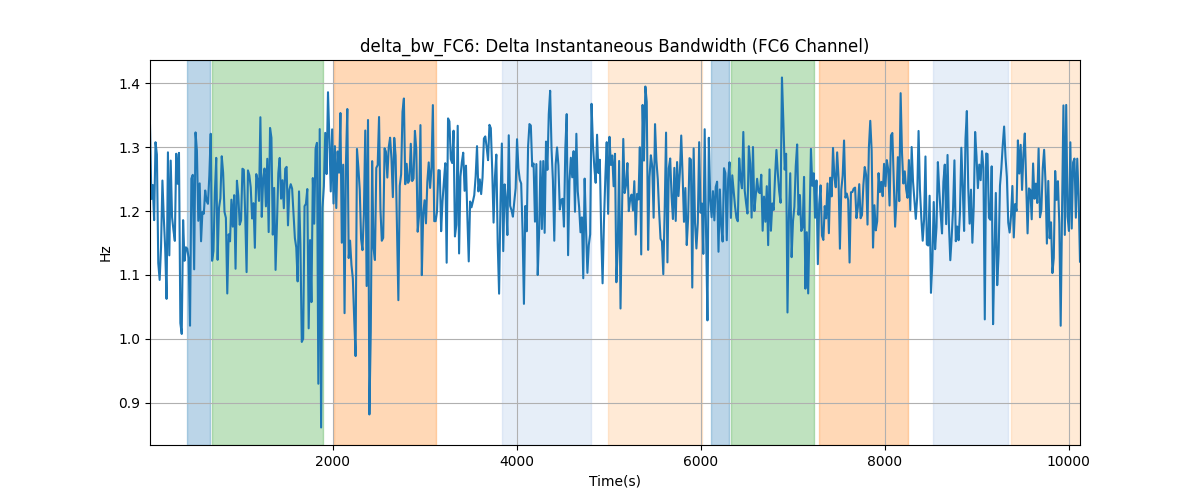 delta_bw_FC6: Delta Instantaneous Bandwidth (FC6 Channel)
1.4
1.3
1.2
1.1
1.0
0.9
Hz
2000 4000 6000 8000 10000
Time(s)